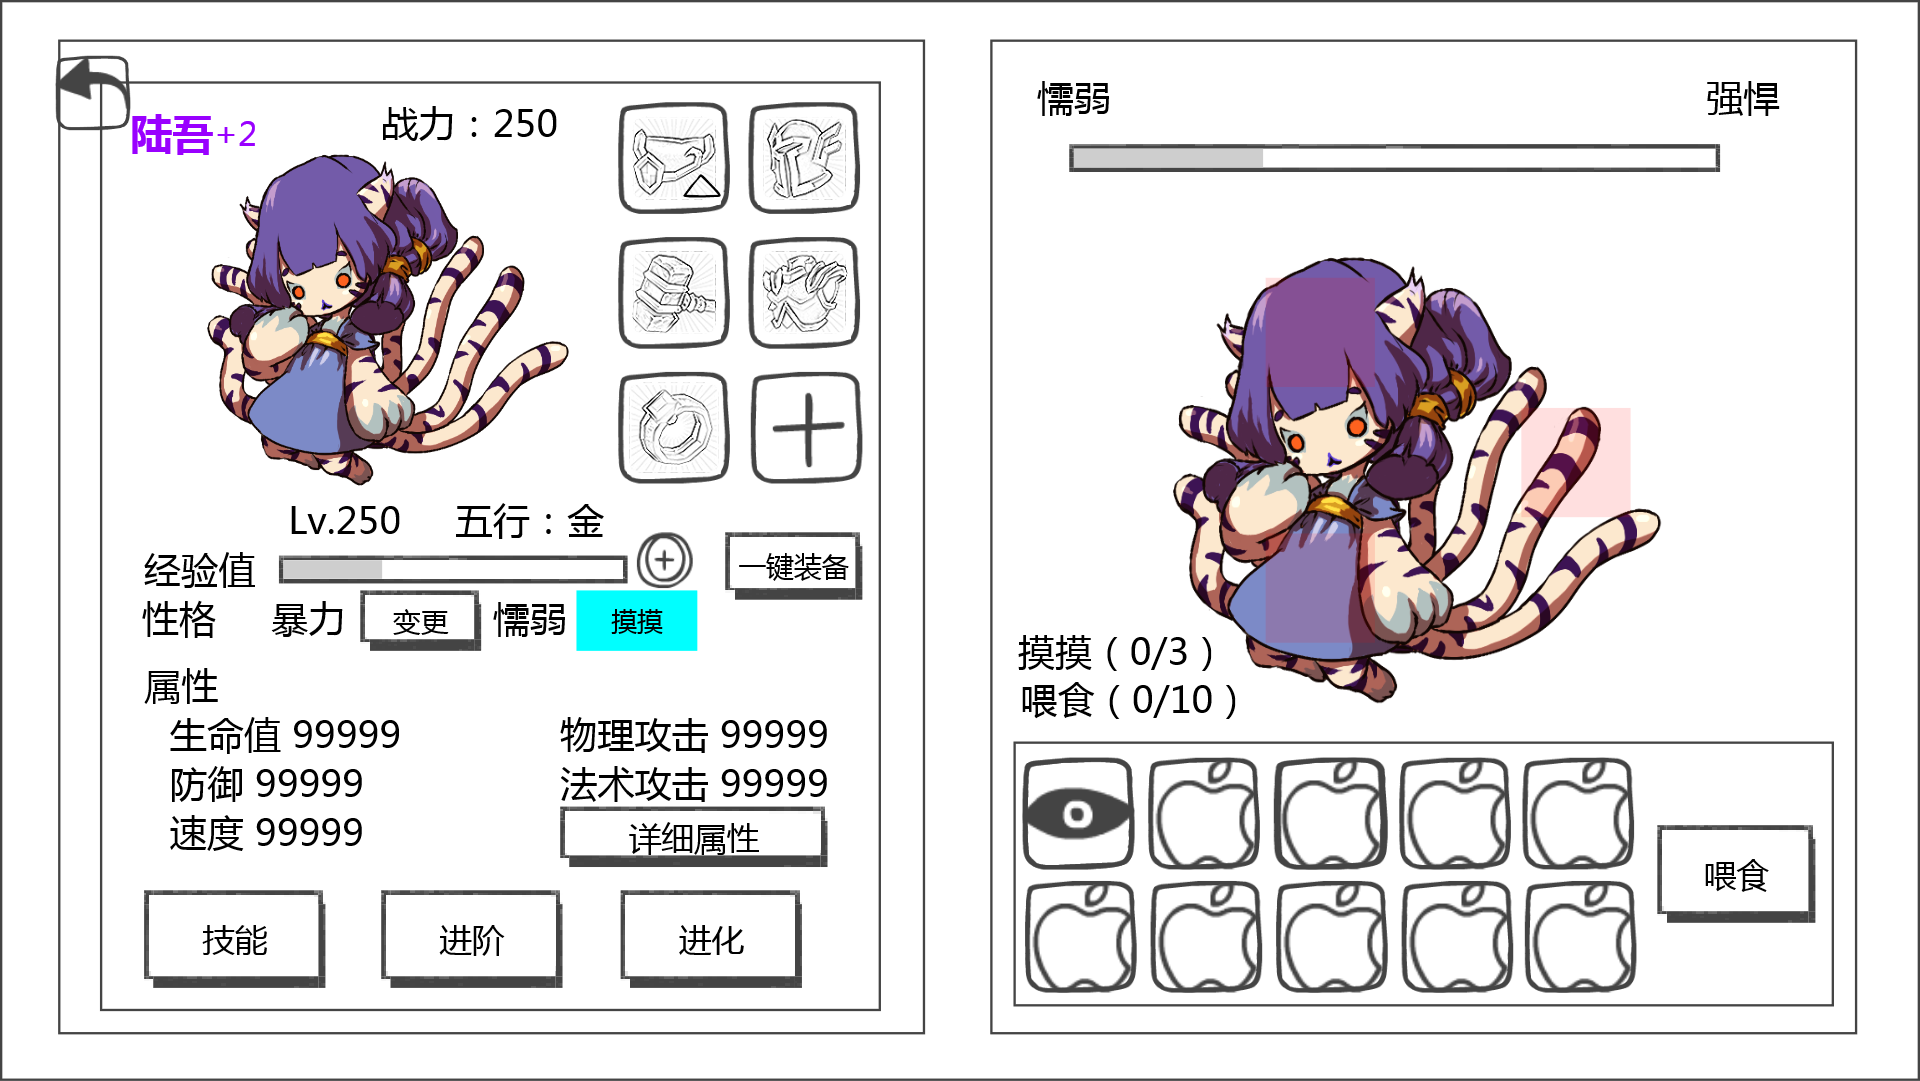 陆吾+2
战力：250
Lv.250 五行：金
经验值
一键装备
性格 暴力 变更 懦弱 摸摸
属性
生命值 99999 物理攻击 99999
防御 99999 法术攻击 99999
速度 99999 详细属性
技能 进阶 进化
懦弱 强悍
摸摸（0/3）
喂食（0/10）
喂食